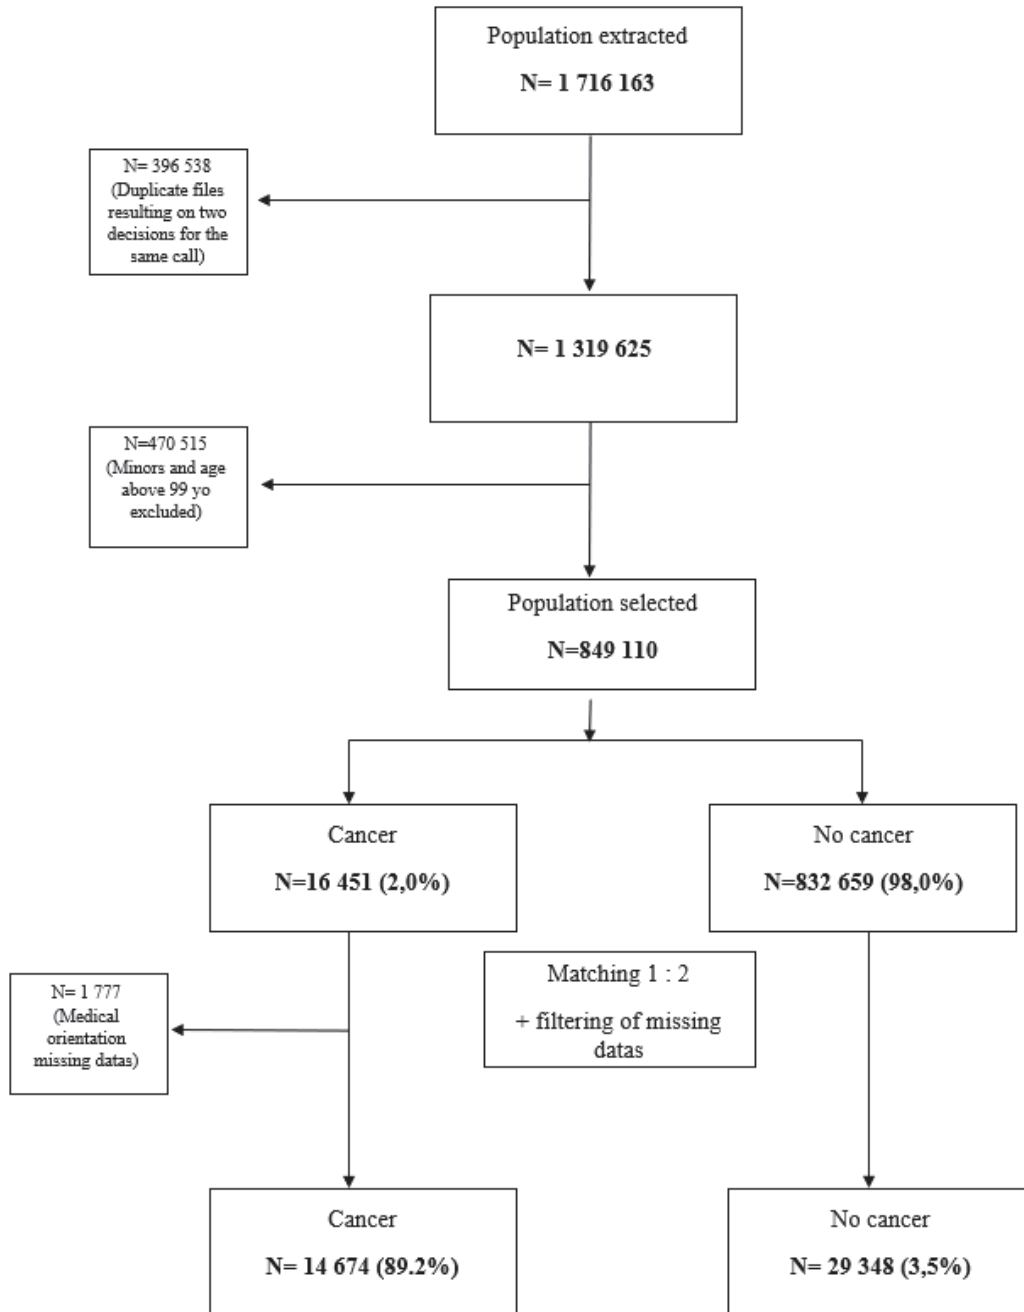 Population extracted
N= 1 716 163
N= 396 538
(Duplicate files
resulting on two
decisions for the
same call)
N= 1 319 625
N=470 515
(Minors and age
above 99 yo
excluded)
Population selected
N=849 110
Cancer
N=16 451 (2,0%)
No cancer
N=832 659 (98,0%)
Matching 1 : 2
+ filtering of missing
datas
N= 1 777
(Medical
orientation
missing datas)
Cancer
N= 14 674 (89.2%)
No cancer
N= 29 348 (3,5%)